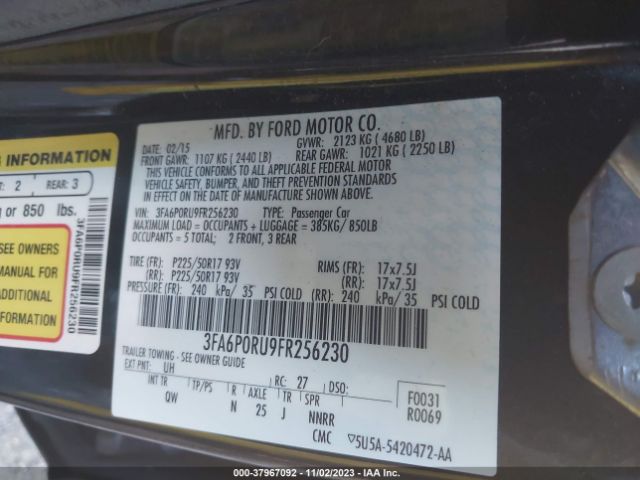 MFD. BY FORD MOTOR CO.
DATE: 02/15 GVWR: 2123 KG ( 4680 LB)
FRONT GAWR: 1107 KG ( 2440 LB) REAR GAWR: 1021 KG ( 2250 LB)
THIS VEHICLE CONFORMS TO ALL APPLICABLE FEDERAL MOTOR
VEHICLE SAFETY, BUMPER, AND THEFT PREVENTION STANDARDS
IN EFFECT ON THE DATE OF MANUFACTURE SHOWN ABOVE.
VIN: 3FA6P0RU9FR256230 TYPE: Passenger Car
MAXIMUM LOAD = OCCUPANTS + LUGGAGE = 385KG/ 850LB
OCCUPANTS = 5 TOTAL: 2 FRONT, 3 REAR
TIRE (FR): P225/50R17 93V RIMS (FR): 17x7.5J
(RR): P225/50R17 93V (RR): 17x7.5J
PRESSURE (FR): 240 kPa/ 35 PSI COLD (RR): 240 kPa/ 35 PSI COLD
3FA6P0RU9FR256230
TRAILER TOWING - SEE OWNER GUIDE
EXT PNT: UH RC: 27 DSO: F0031
INT TR TP/PS R AXLE TR SPR R0069
QW N 25 J NNRR
CMC 5U5A-5420472-AA
INFORMATION
: 2 REAR: 3
or 850 lbs.
SEE OWNERS
MANUAL FOR
ADDITIONAL
INFORMATION
3FA6P0RU9FR256230
000-37967092 - 11/02/2023 - IAAI.COM